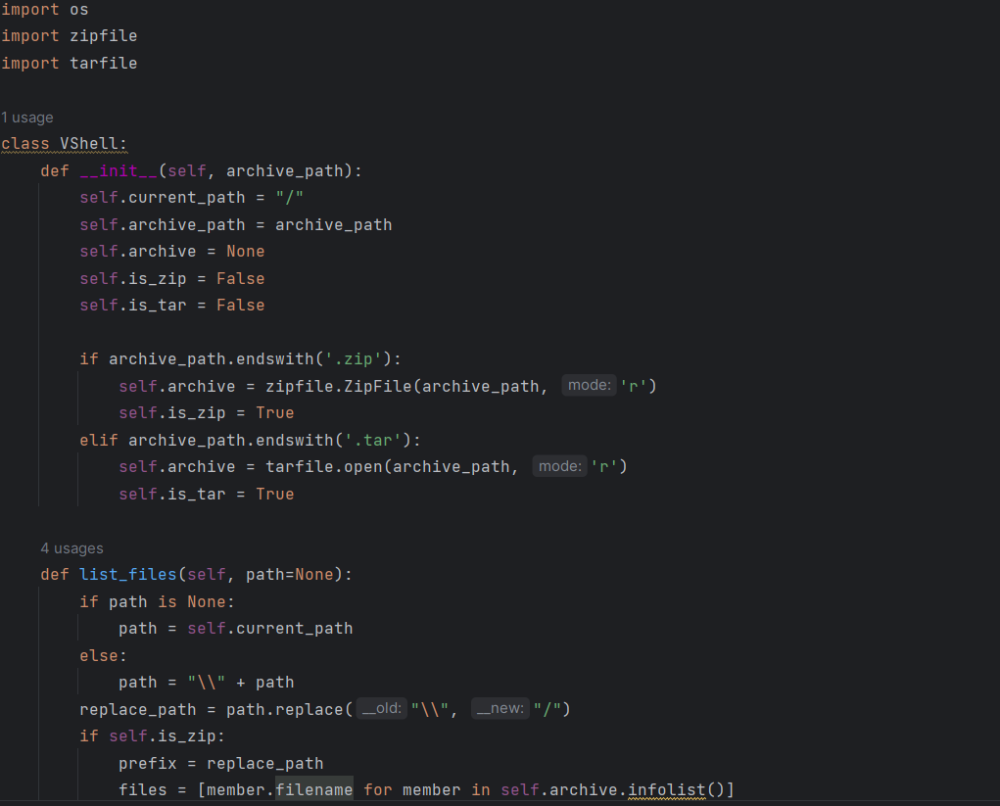 import os
import zipfile
import tarfile
1 usage
class VShell:
    def __init__(self, archive_path):
        self.current_path = "/"
        self.archive_path = archive_path
        self.archive = None
        self.is_zip = False
        self.is_tar = False
        if archive_path.endswith('.zip'):
            self.archive = zipfile.ZipFile(archive_path, mode: 'r')
            self.is_zip = True
        elif archive_path.endswith('.tar'):
            self.archive = tarfile.open(archive_path, mode: 'r')
            self.is_tar = True
    4 usages
    def list_files(self, path=None):
        if path is None:
            path = self.current_path
        else:
            path = "\\" + path
        replace_path = path.replace( __old: "\\", __new: "/")
        if self.is_zip:
            prefix = replace_path
            files = [member.filename for member in self.archive.infolist()]